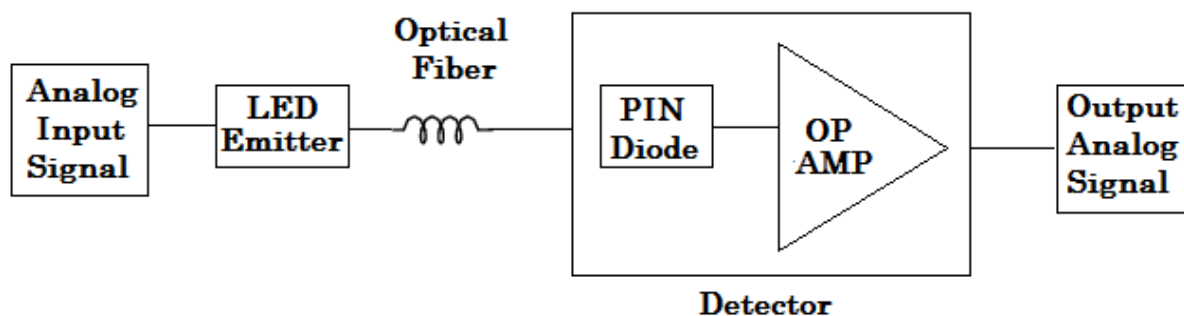 Analog
Input
Signal
LED
Emitter
Optical
Fiber
PIN
Diode
OP
AMP
Detector
Output
Analog
Signal